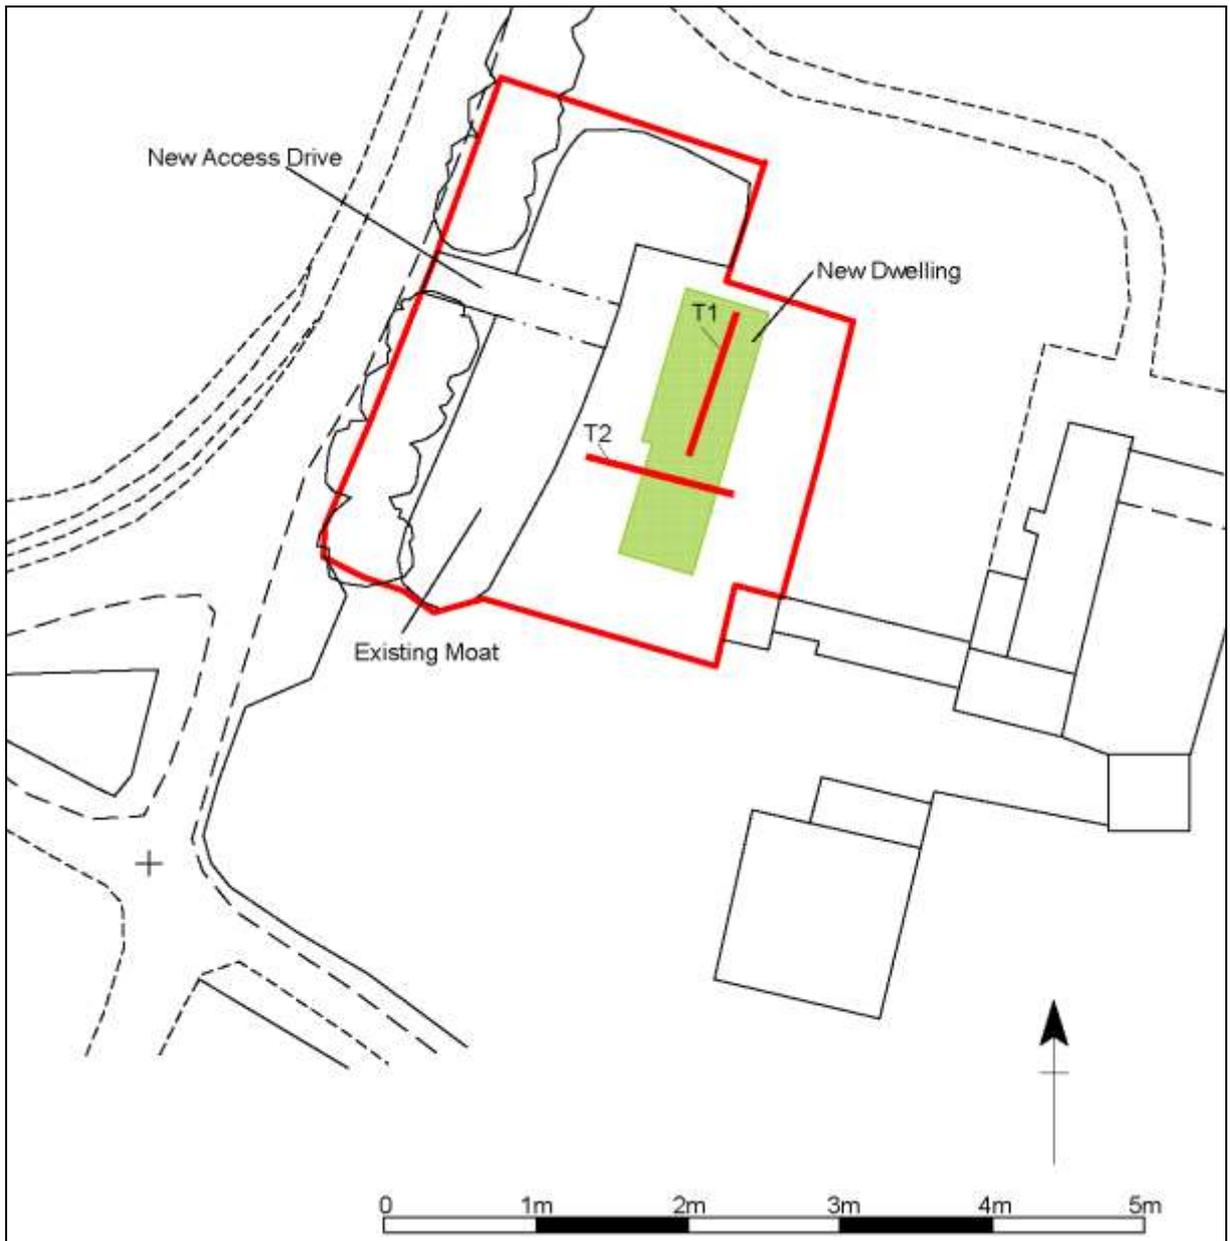 New Access Drive
New Dwelling
T1
T2
Existing Moat
0 1m 2m 3m 4m 5m